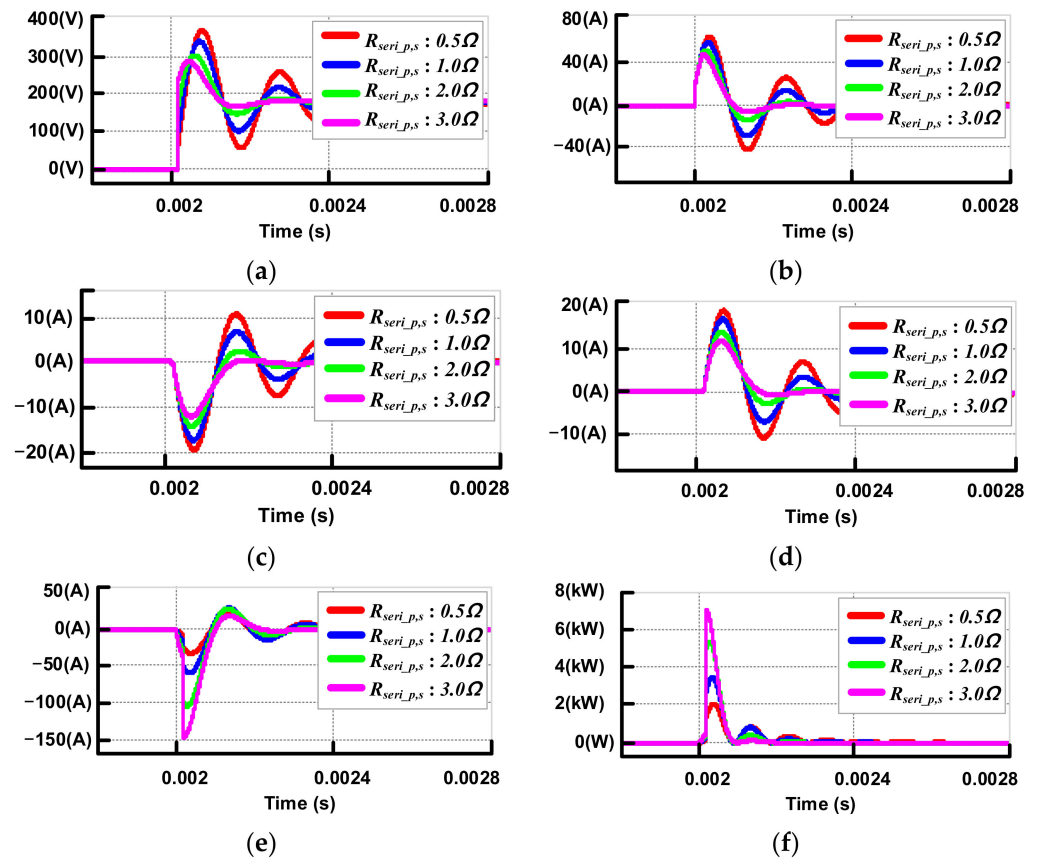 400(V)
300(V)
200(V)
100(V)
0(V)
R_seri_p,s : 0.5Ω
R_seri_p,s : 1.0Ω
R_seri_p,s : 2.0Ω
R_seri_p,s : 3.0Ω
0.002 0.0024 0.0028
Time (s)
(a)
80(A)
40(A)
0(A)
−40(A)
R_seri_p,s : 0.5Ω
R_seri_p,s : 1.0Ω
R_seri_p,s : 2.0Ω
R_seri_p,s : 3.0Ω
0.002 0.0024 0.0028
Time (s)
(b)
10(A)
0(A)
−10(A)
−20(A)
R_seri_p,s : 0.5Ω
R_seri_p,s : 1.0Ω
R_seri_p,s : 2.0Ω
R_seri_p,s : 3.0Ω
0.002 0.0024 0.0028
Time (s)
(c)
20(A)
10(A)
0(A)
−10(A)
R_seri_p,s : 0.5Ω
R_seri_p,s : 1.0Ω
R_seri_p,s : 2.0Ω
R_seri_p,s : 3.0Ω
0.002 0.0024 0.0028
Time (s)
(d)
50(A)
0(A)
−50(A)
−100(A)
−150(A)
R_seri_p,s : 0.5Ω
R_seri_p,s : 1.0Ω
R_seri_p,s : 2.0Ω
R_seri_p,s : 3.0Ω
0.002 0.0024 0.0028
Time (s)
(e)
8(kW)
6(kW)
4(kW)
2(kW)
0(W)
R_seri_p,s : 0.5Ω
R_seri_p,s : 1.0Ω
R_seri_p,s : 2.0Ω
R_seri_p,s : 3.0Ω
0.002 0.0024 0.0028
Time (s)
(f)